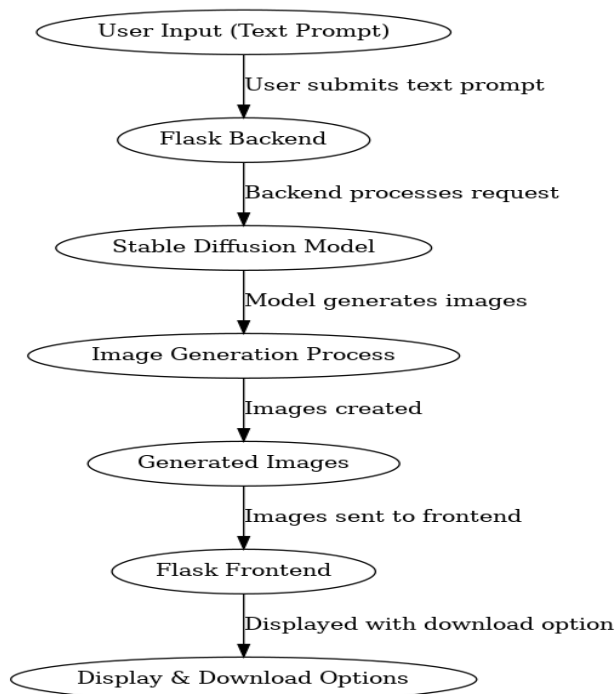 User Input (Text Prompt)
User submits text prompt
Flask Backend
Backend processes request
Stable Diffusion Model
Model generates images
Image Generation Process
Images created
Generated Images
Images sent to frontend
Flask Frontend
Displayed with download option
Display & Download Options